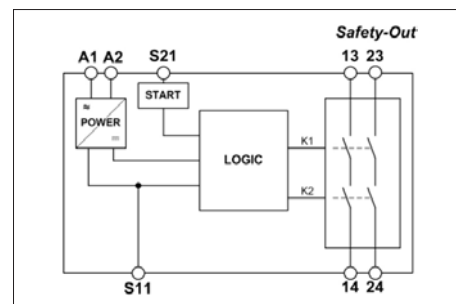 Safety-Out
A1 A2 S21 13 23
START
POWER
LOGIC
K1
K2
S11 14 24